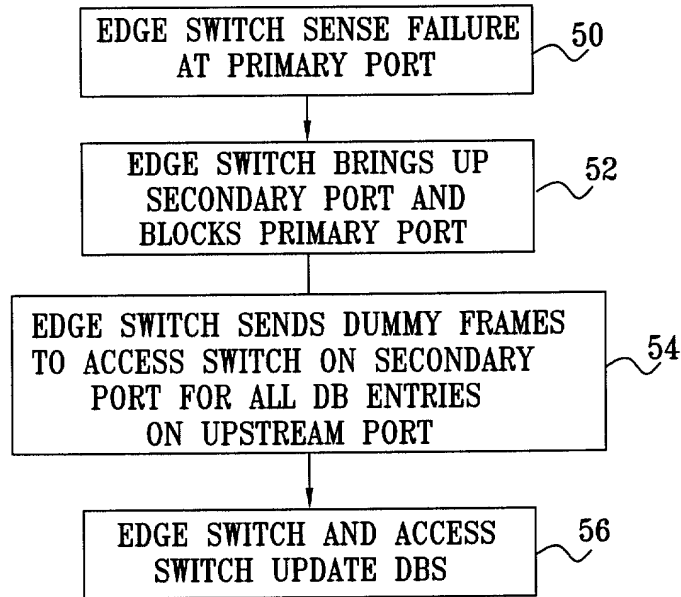 EDGE SWITCH SENSE FAILURE
AT PRIMARY PORT
50
EDGE SWITCH BRINGS UP
SECONDARY PORT AND
BLOCKS PRIMARY PORT
52
EDGE SWITCH SENDS DUMMY FRAMES
TO ACCESS SWITCH ON SECONDARY
PORT FOR ALL DB ENTRIES
ON UPSTREAM PORT
54
EDGE SWITCH AND ACCESS
SWITCH UPDATE DBS
56